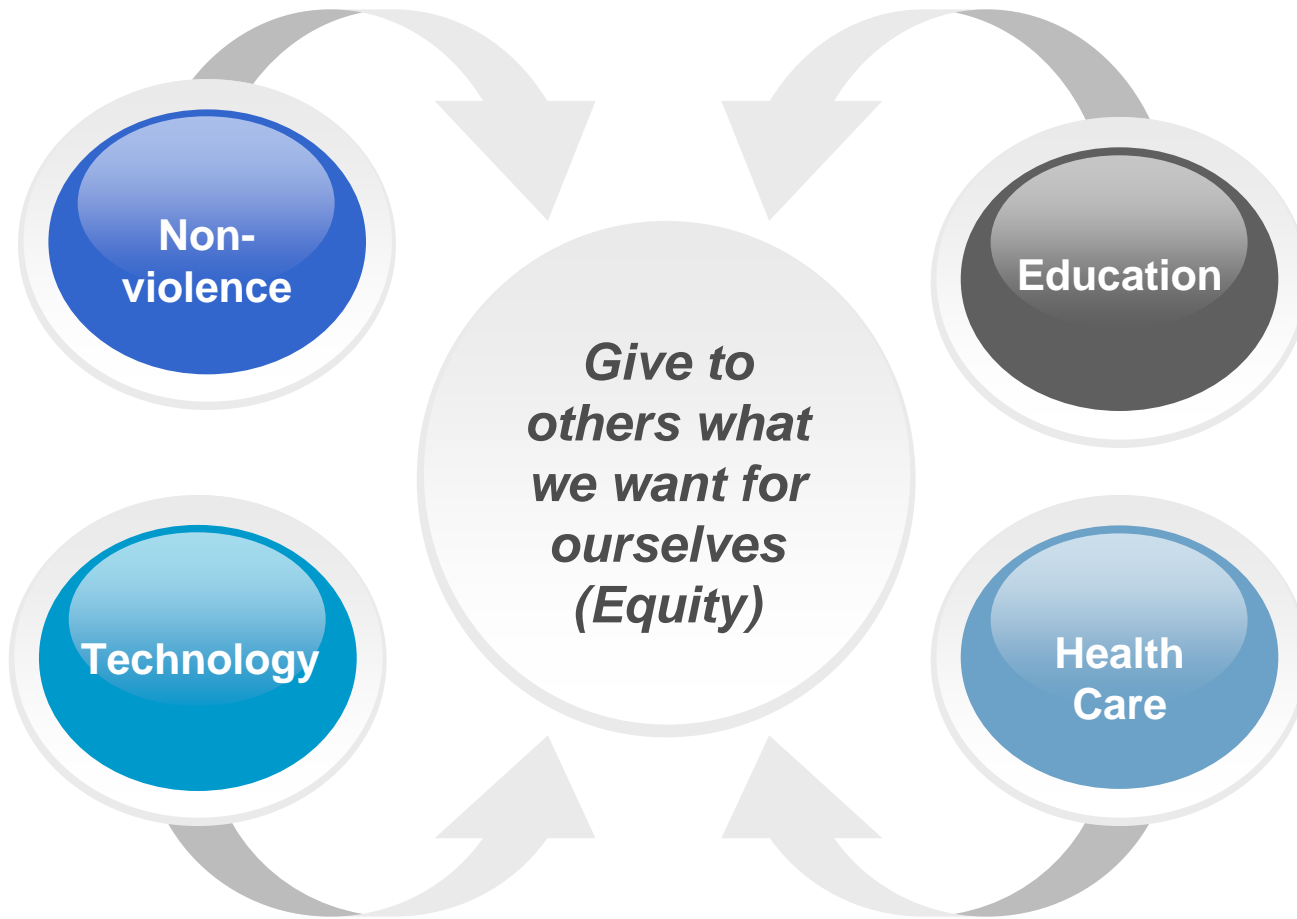 Non-
violence
Education
Give to
others what
we want for
ourselves
(Equity)
Technology
Health
Care